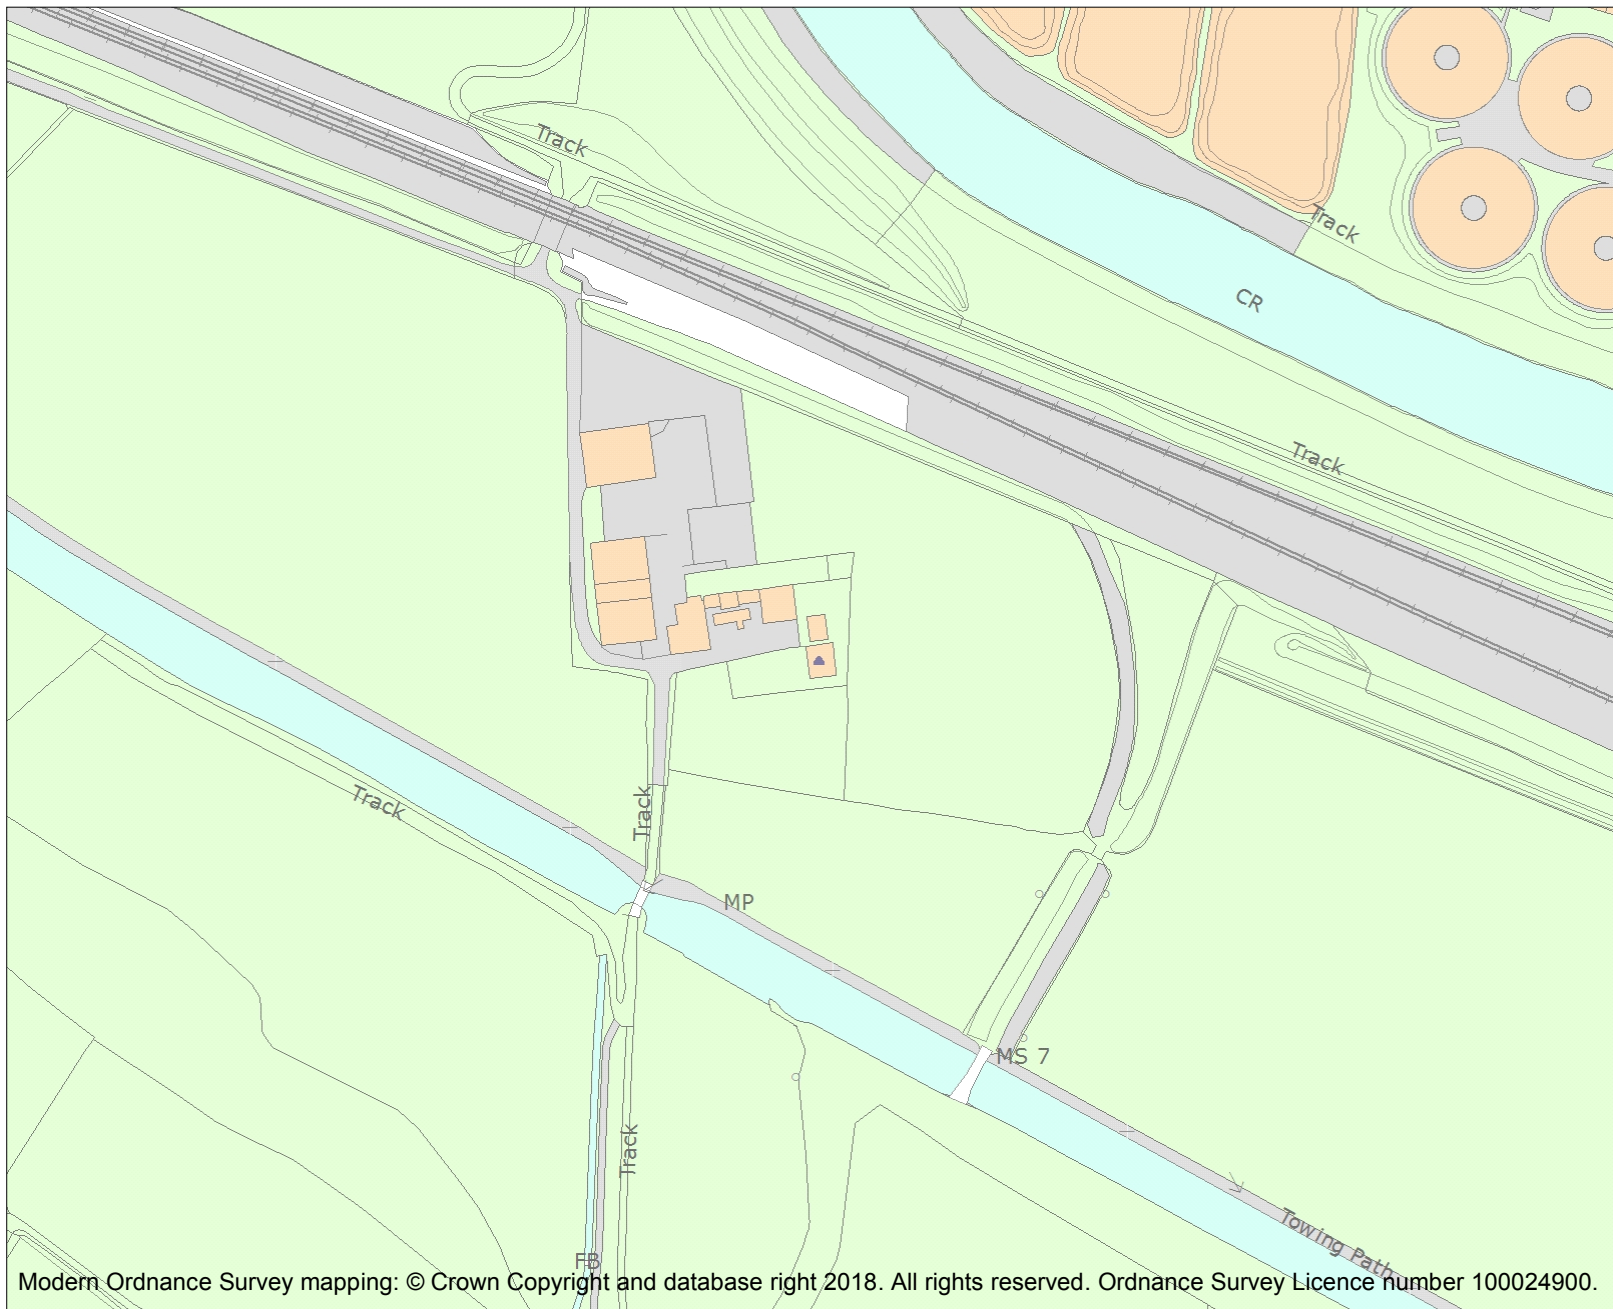 Track
Track
CR
Track
Track
Track
MP
MS 7
Track
Towing Path
FB
Modern Ordnance Survey mapping: © Crown Copyright and database right 2018. All rights reserved. Ordnance Survey Licence number 100024900.